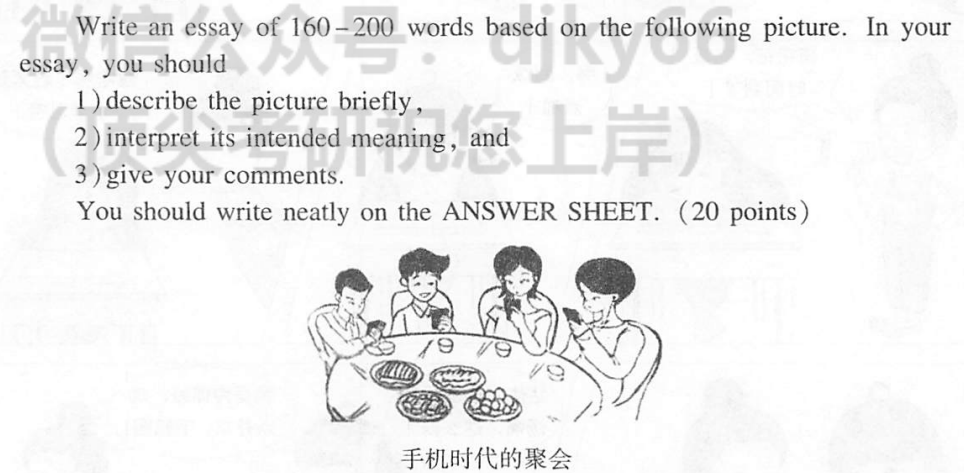 微信公众号：djky66
Write an essay of 160–200 words based on the following picture. In your
essay, you should
1)describe the picture briefly,
2)interpret its intended meaning, and
（顶尖考研祝您上岸）
3)give your comments.
You should write neatly on the ANSWER SHEET. (20 points)
手机时代的聚会